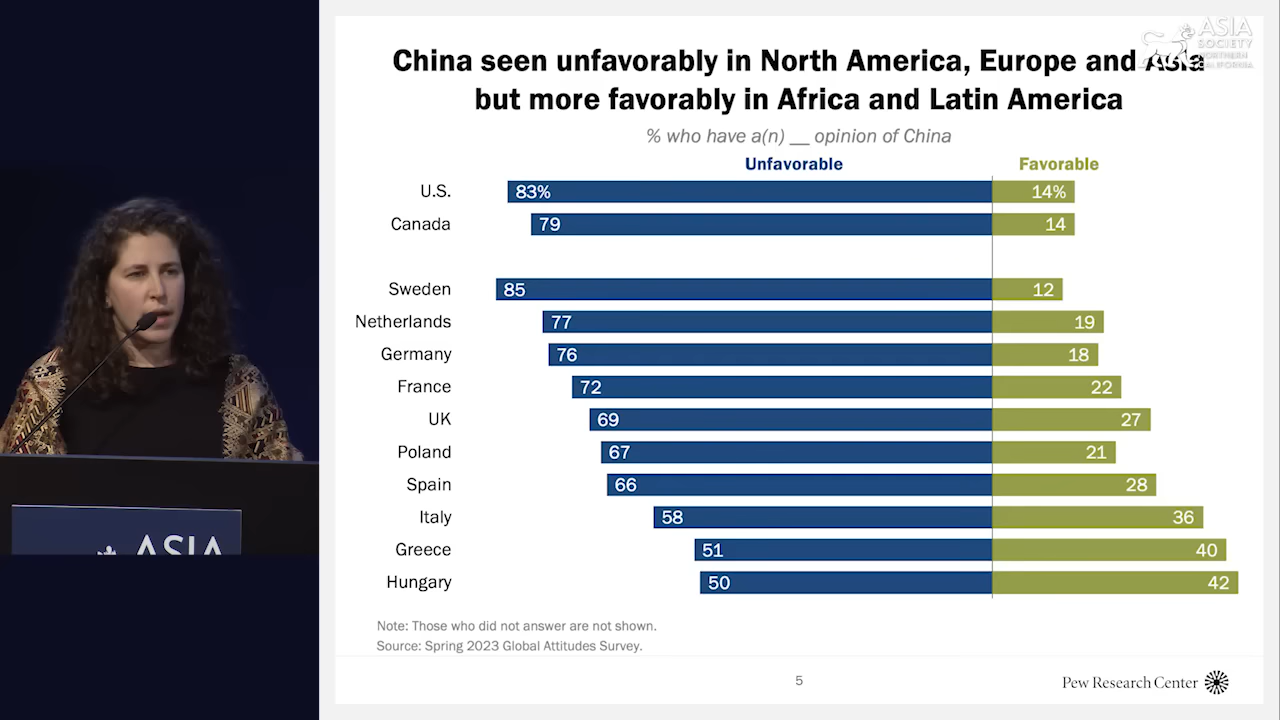 China seen unfavorably in North America, Europe and Asia
but more favorably in Africa and Latin America
ASIA
SOCIETY
NORTHERN
CALIFORNIA
% who have a(n) __ opinion of China
Unfavorable Favorable
U.S. 83% 14%
Canada 79 14
Sweden 85 12
Netherlands 77 19
Germany 76 18
France 72 22
UK 69 27
Poland 67 21
Spain 66 28
Italy 58 36
Greece 51 40
Hungary 50 42
Note: Those who did not answer are not shown.
Source: Spring 2023 Global Attitudes Survey.
5
Pew Research Center
ASIA